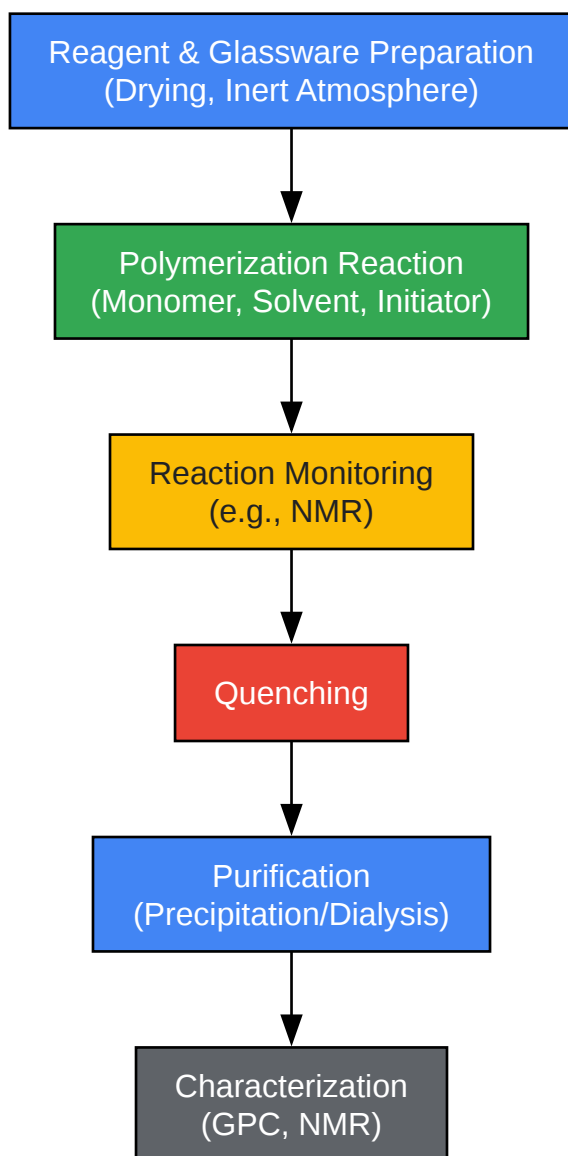 Reagent & Glassware Preparation
(Drying, Inert Atmosphere)
Polymerization Reaction
(Monomer, Solvent, Initiator)
Reaction Monitoring
(e.g., NMR)
Quenching
Purification
(Precipitation/Dialysis)
Characterization
(GPC, NMR)